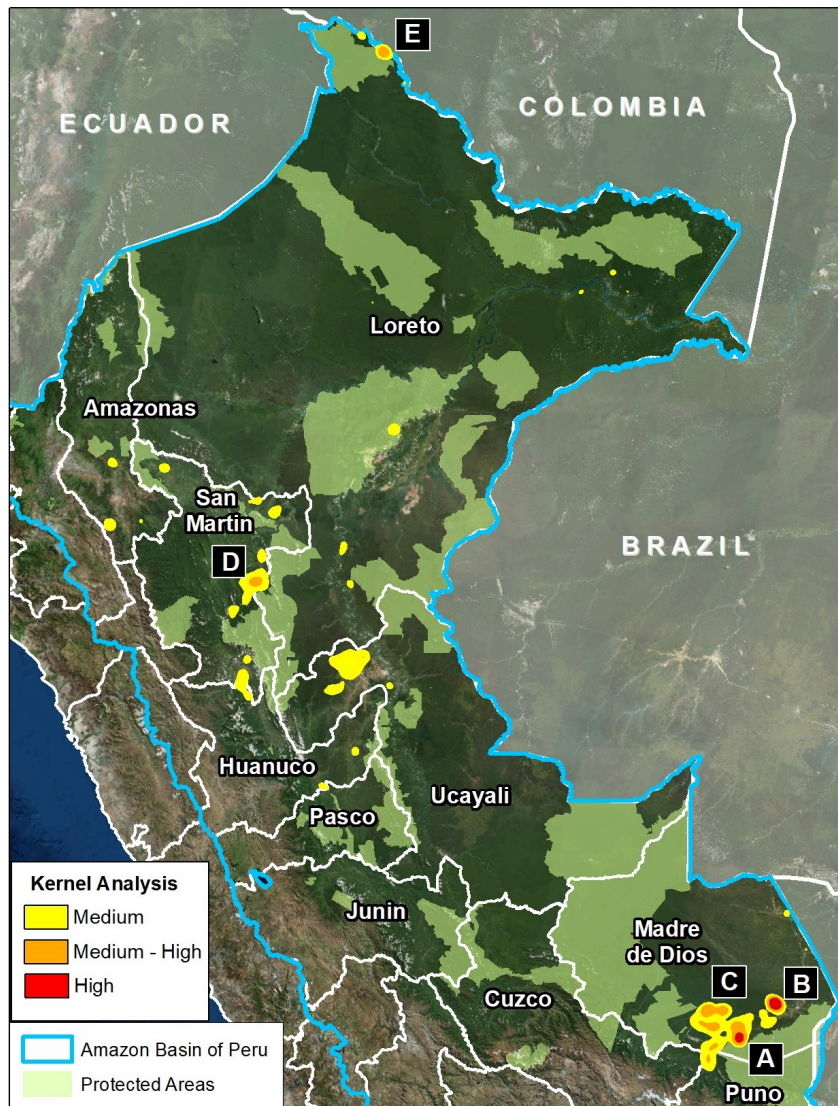 E
ECUADOR
COLOMBIA
Loreto
Amazonas
San
Martin
D
BRAZIL
Huanuco
Ucayali
Pasco
Junin
Madre
de Dios
Cuzco
C
B
A
Puno
Kernel Analysis
Medium
Medium - High
High
Amazon Basin of Peru
Protected Areas